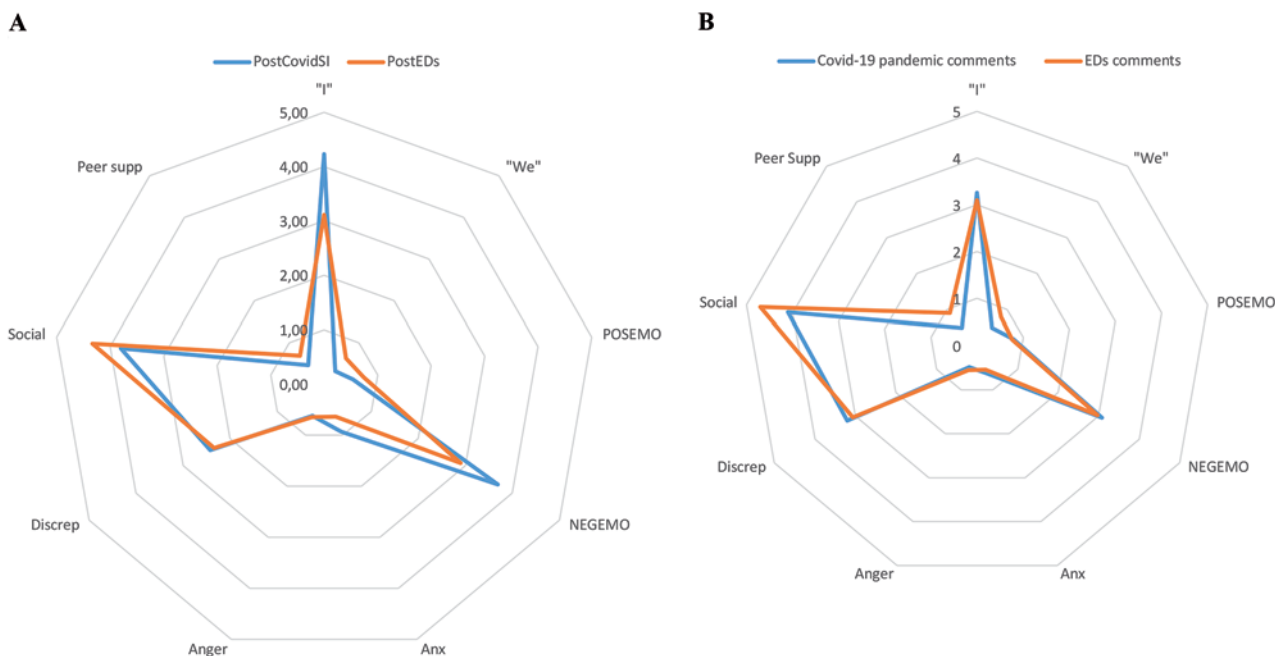 A
PostCovidSI PostEDs
"I"
5,00
"We"
Peer supp
4,00
3,00
2,00
1,00
Social
POSEMO
0,00
Discrep
NEGEMO
Anger
Anx
B
Covid-19 pandemic comments EDs comments
"I"
5
Peer Supp
"We"
4
3
2
1
Social
POSEMO
0
Discrep
NEGEMO
Anger
Anx